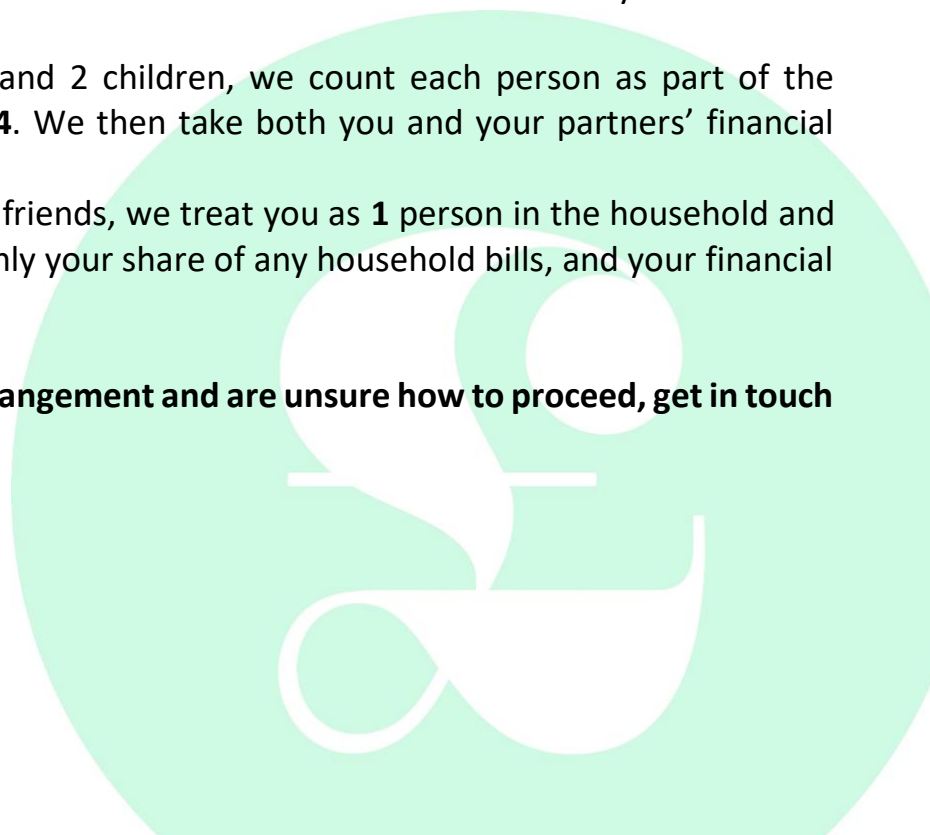 and 2 children, we count each person as part of the
4. We then take both you and your partners’ financial
friends, we treat you as 1 person in the household and
your share of any household bills, and your financial
and are unsure how to proceed, get in touch
£